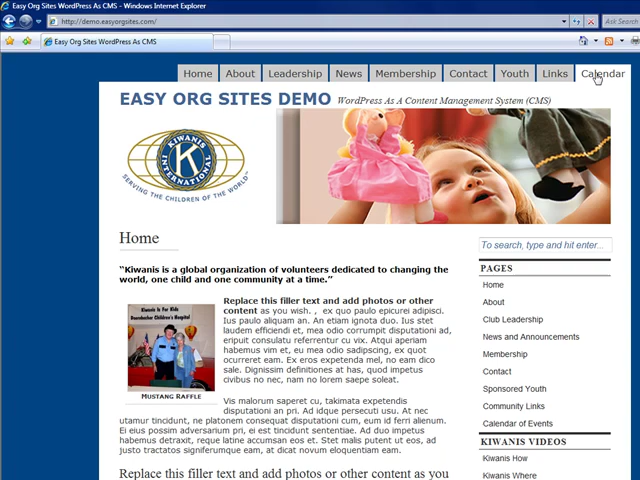 Easy Org Sites WordPress As CMS - Windows Internet Explorer
http://demo.easyorgsites.com/
Search Bing
Easy Org Sites WordPress As CMS
Home About Leadership News Membership Contact Youth Links Calendar
EASY ORG SITES DEMO WordPress As A Content Management System (CMS)
KIWANIS
K
INTERNATIONAL
SERVING THE CHILDREN OF THE WORLD™
Home
“Kiwanis is a global organization of volunteers dedicated to changing the
world, one child and one community at a time.”
Kiwanis Is For Kids
Doernbecher Children's Hospital
MUSTANG RAFFLE
Replace this filler text and add photos or other
content as you wish. , ex quo paulo epicurei adipisci.
Ius paulo aliquam an. An etiam ignota duo. Ius stet
laudem efficiendi et, mea odio corrumpit disputationi ad,
eripuit consulatu referrentur cu vix. Atqui aperiam
habemus vim et, eu mea odio sadipscing, ex quot
ocurreret eam. Ex eros expetenda mel, no eam dico
sale. Dignissim definitiones at has, quod impetus
civibus no nec, nam no lorem saepe soleat.
Vis malorum saperet cu, takimata expetendis
disputationi an pri. Ad idque persecuti usu. At nec
utamur tincidunt, ne platonem consequat disputationi cum, eum id ferri alienum.
Ei eius possim adversarium pri, ei est tincidunt sententiae. Ad duo impetus
habemus detraxit, reque latine accumsan eos et. Stet malis putent ut eos, ad
justo tractatos signiferumque eam, at dicat novum eloquentiam eam.
Replace this filler text and add photos or other content as you
To search, type and hit enter...
PAGES
Home
About
Club Leadership
News and Announcements
Membership
Contact
Sponsored Youth
Community Links
Calendar of Events
KIWANIS VIDEOS
Kiwanis How
Kiwanis Where